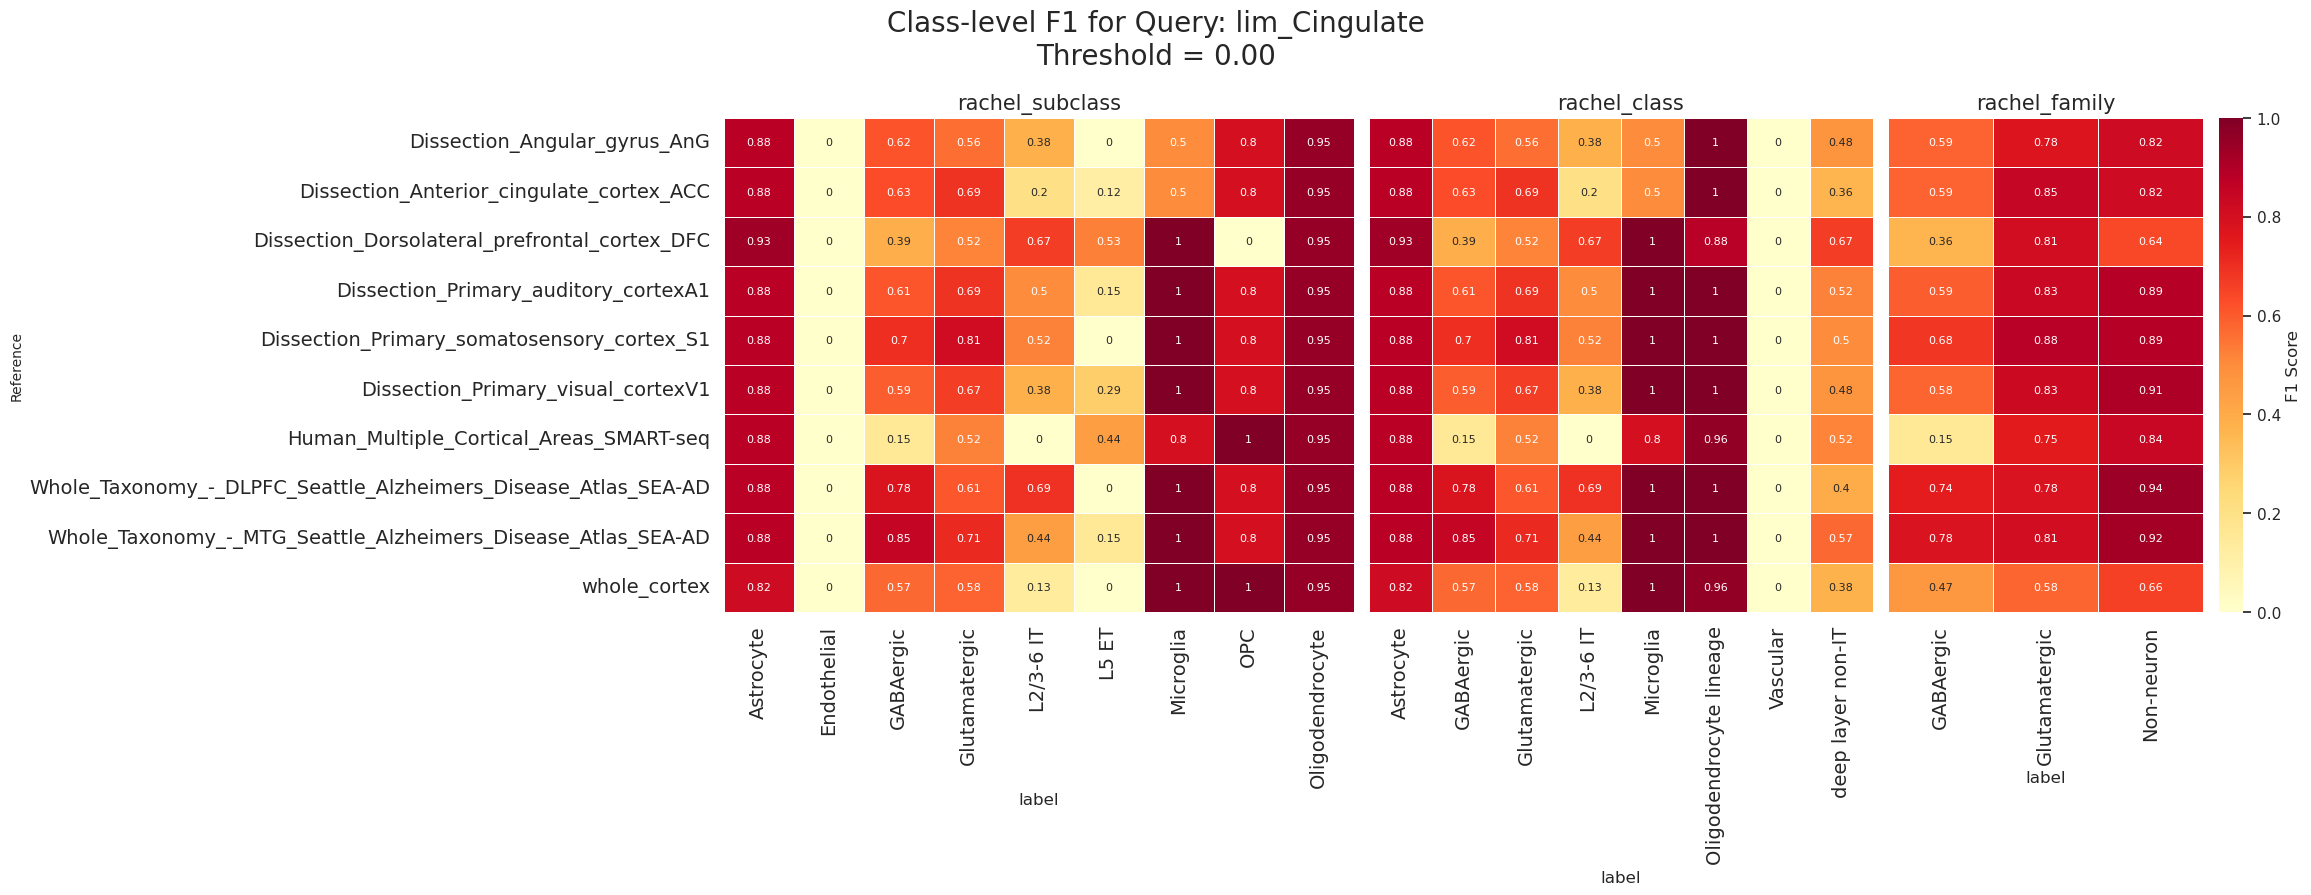 Class-level F1 for Query: lim_Cingulate
Threshold = 0.00
rachel_subclass rachel_class rachel_family
Reference
Dissection_Angular_gyrus_AnG 0.88 0 0.62 0.56 0.38 0 0.5 0.8 0.95 0.88 0.62 0.56 0.38 0.5 1 0 0.48 0.59 0.78 0.82
Dissection_Anterior_cingulate_cortex_ACC 0.88 0 0.63 0.69 0.2 0.12 0.5 0.8 0.95 0.88 0.63 0.69 0.2 0.5 1 0 0.36 0.59 0.85 0.82
Dissection_Dorsolateral_prefrontal_cortex_DFC 0.93 0 0.39 0.52 0.67 0.53 1 0 0.95 0.93 0.39 0.52 0.67 1 0.88 0 0.67 0.36 0.81 0.64
Dissection_Primary_auditory_cortexA1 0.88 0 0.61 0.69 0.5 0.15 1 0.8 0.95 0.88 0.61 0.69 0.5 1 1 0 0.52 0.59 0.83 0.89
Dissection_Primary_somatosensory_cortex_S1 0.88 0 0.7 0.81 0.52 0 1 0.8 0.95 0.88 0.7 0.81 0.52 1 1 0 0.5 0.68 0.88 0.89
Dissection_Primary_visual_cortexV1 0.88 0 0.59 0.67 0.38 0.29 1 0.8 0.95 0.88 0.59 0.67 0.38 1 1 0 0.48 0.58 0.83 0.91
Human_Multiple_Cortical_Areas_SMART-seq 0.88 0 0.15 0.52 0 0.44 0.8 1 0.95 0.88 0.15 0.52 0 0.8 0.96 0 0.52 0.15 0.75 0.84
Whole_Taxonomy_-_DLPFC_Seattle_Alzheimers_Disease_Atlas_SEA-AD 0.88 0 0.78 0.61 0.69 0 1 0.8 0.95 0.88 0.78 0.61 0.69 1 1 0 0.4 0.74 0.78 0.94
Whole_Taxonomy_-_MTG_Seattle_Alzheimers_Disease_Atlas_SEA-AD 0.88 0 0.85 0.71 0.44 0.15 1 0.8 0.95 0.88 0.85 0.71 0.44 1 1 0 0.57 0.78 0.81 0.92
whole_cortex 0.82 0 0.57 0.58 0.13 0 1 1 0.95 0.82 0.57 0.58 0.13 1 0.96 0 0.38 0.47 0.58 0.66
Astrocyte
Endothelial
GABAergic
Glutamatergic
L2/3-6 IT
L5 ET
Microglia
OPC
Oligodendrocyte
label
Astrocyte
GABAergic
Glutamatergic
L2/3-6 IT
Microglia
Oligodendrocyte lineage
Vascular
deep layer non-IT
label
GABAergic
Glutamatergic
Non-neuron
label
1.0
0.8
0.6
0.4
0.2
0.0
F1 Score